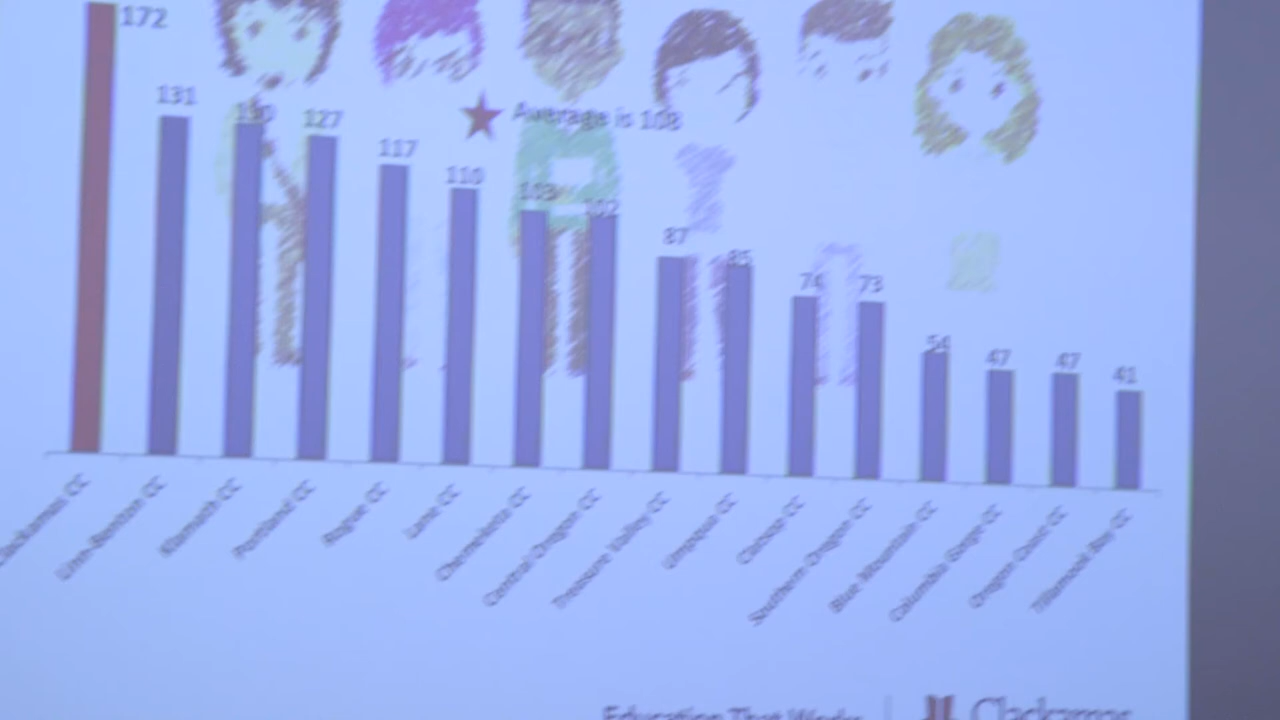 172
131
130
127
117
110
103
102
87
85
74
73
54
47
47
41
Average is 108
Clackamas CC
Linn-Benton CC
Klamath CC
Portland CC
Rogue CC
Lane CC
Chemeketa CC
Central Oregon CC
Treasure Valley CC
Umpqua CC
Clatsop CC
Southern Oregon CC
Blue Mountain CC
Columbia Gorge CC
Oregon Coast CC
Tillamook Bay CC
Education That Works
Clackamas